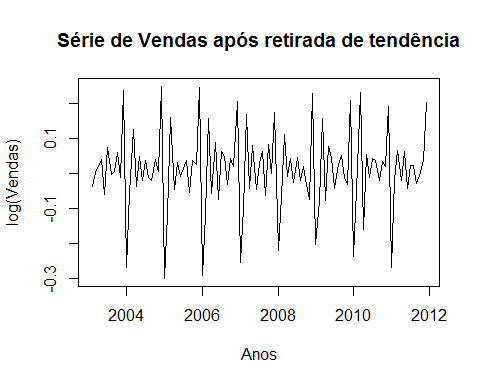 Série de Vendas após retirada de tendência
log(Vendas)
0.1
-0.1
-0.3
2004 2006 2008 2010 2012
Anos